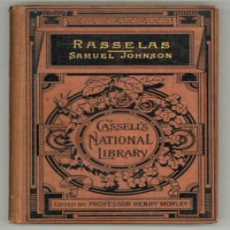 RASSELAS
SAMUEL JOHNSON
CASSELL'S
NATIONAL
LIBRARY
EDITED BY PROFESSOR HENRY MORLEY